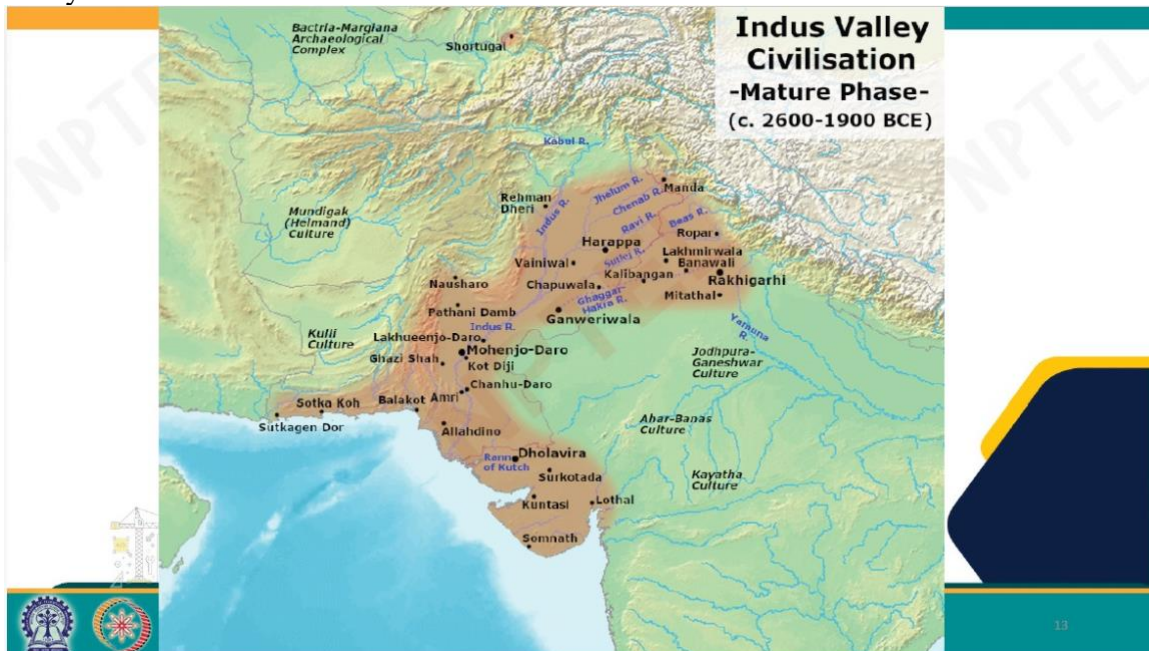 Indus Valley
Civilisation
-Mature Phase-
(c. 2600-1900 BCE)
Bactria-Margiana
Archaeological
Complex
Shortugal
Kabul R.
Rehman
Dheri
Indus R.
Jhelum R.
Chenab R.
Ravi R.
Beas R.
Manda
Mundigak
(Helmand)
Culture
Ropar
Harappa
Lakhmirwala
Sutlej R.
Banawali
Vainiwal
Kalibangan
Rakhigarhi
Nausharo
Chapuwala
Mitathal
Ghaggar-
Hakra R.
Pathani Damb
Ganweriwala
Indus R.
Yamuna
R.
Kulli
Culture
Lakhueenjo-Daro
Mohenjo-Daro
Ghazi Shah
Kot Diji
Jodhpura-
Ganeshwar
Culture
Chanhu-Daro
Amri
Sotka Koh
Balakot
Sutkagen Dor
Allahdino
Ahar-Banas
Culture
Dholavira
Rann
of Kutch
Surkotada
Kayatha
Culture
Kuntasi
Lothal
Somnath
NPTEL
NPTEL
13